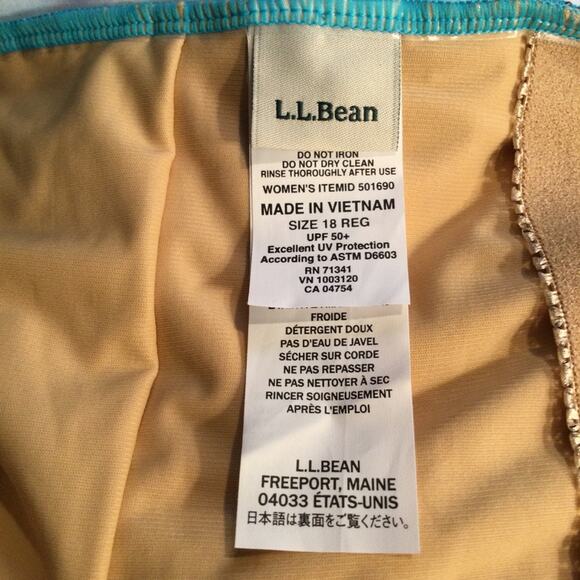 L.L.Bean
DO NOT IRON
DO NOT DRY CLEAN
RINSE THOROUGHLY AFTER USE
WOMEN'S ITEMID 501690
MADE IN VIETNAM
SIZE 18 REG
UPF 50+
Excellent UV Protection
According to ASTM D6603
RN 71341
VN 1003120
CA 04754
FROIDE
DÉTERGENT DOUX
PAS D'EAU DE JAVEL
SÉCHER SUR CORDE
NE PAS REPASSER
NE PAS NETTOYER À SEC
RINCER SOIGNEUSEMENT
APRÈS L'EMPLOI
L.L.BEAN
FREEPORT, MAINE
04033 ÉTATS-UNIS
日本語は裏面をご覧ください。